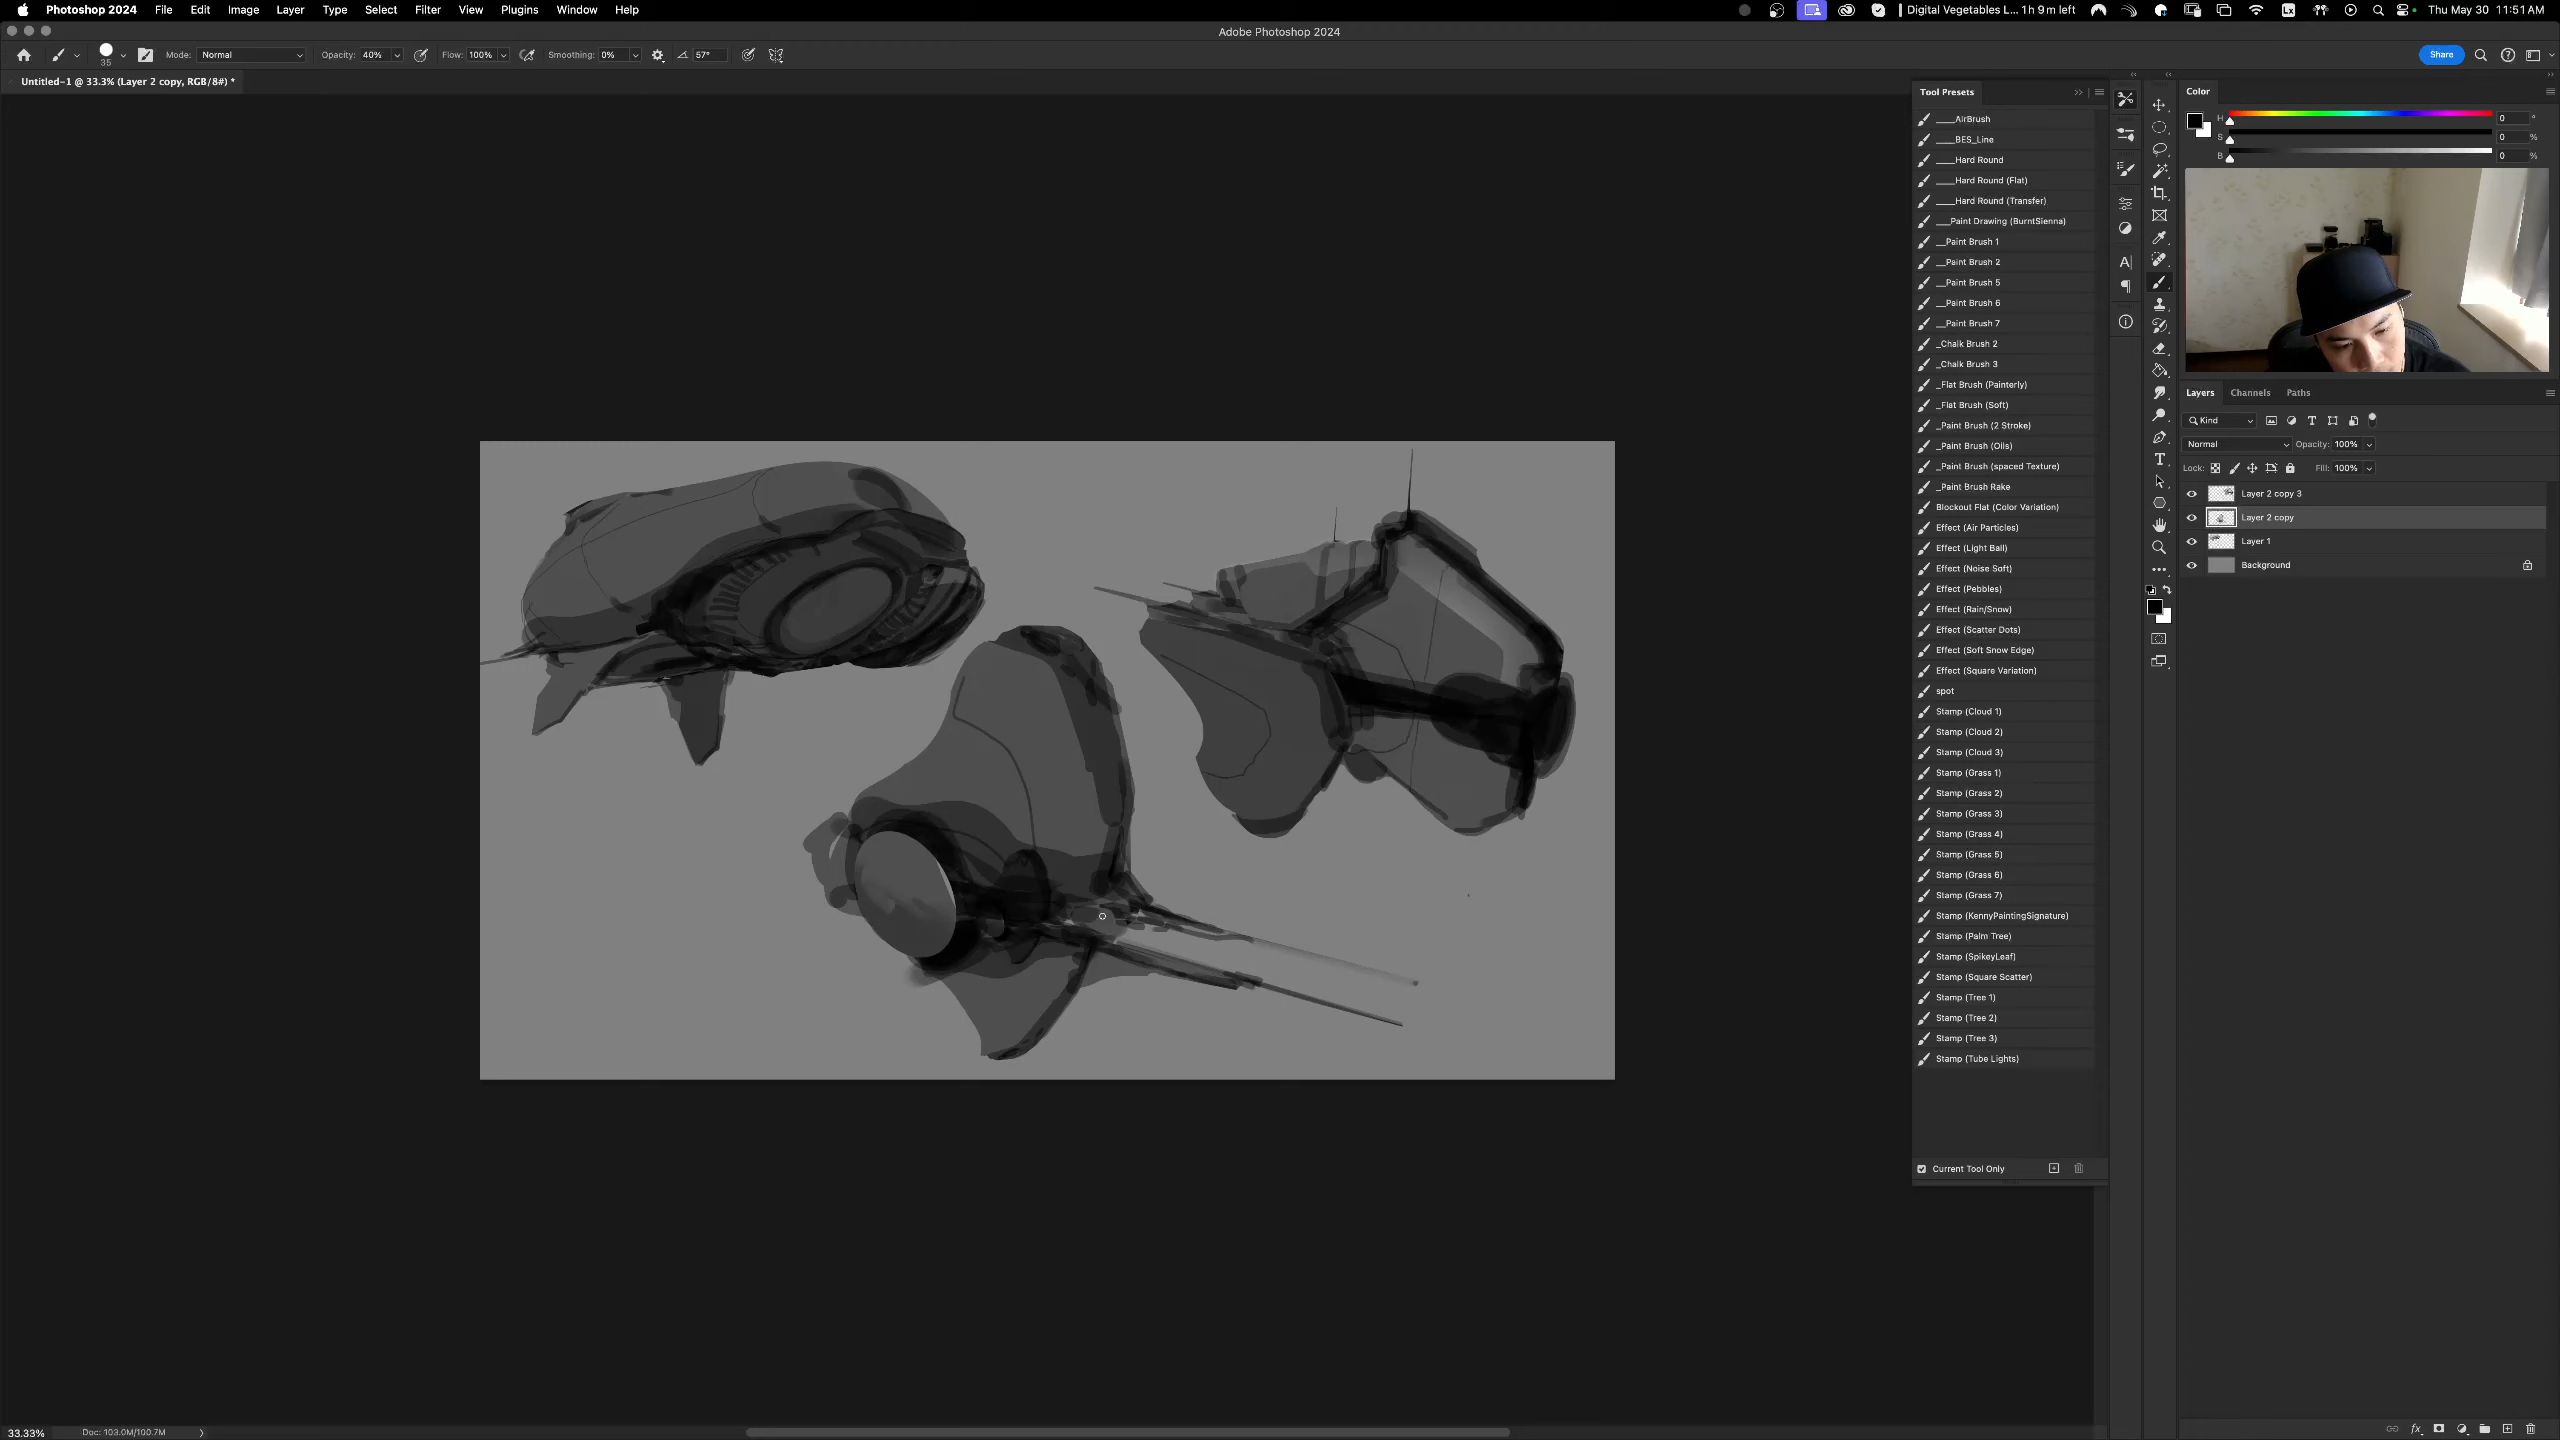 Photoshop 2024 File Edit Image Layer Type Select Filter View Plugins Window Help Digital Vegetables L... 1h 9m left Lx Thu May 30 11:51 AM
Adobe Photoshop 2024
35 Mode: Normal Opacity: 40% Flow: 100% Smoothing: 0% 57° Share
Untitled-1 @ 33.3% (Layer 2 copy, RGB/8#) *
Tool Presets
____AirBrush
____BES_Line
____Hard Round
____Hard Round (Flat)
____Hard Round (Transfer)
___Paint Drawing (BurntSienna)
__Paint Brush 1
__Paint Brush 2
__Paint Brush 5
__Paint Brush 6
__Paint Brush 7
_Chalk Brush 2
_Chalk Brush 3
_Flat Brush (Painterly)
_Flat Brush (Soft)
_Paint Brush (2 Stroke)
_Paint Brush (Oils)
_Paint Brush (spaced Texture)
_Paint Brush Rake
Blockout Flat (Color Variation)
Effect (Air Particles)
Effect (Light Ball)
Effect (Noise Soft)
Effect (Pebbles)
Effect (Rain/Snow)
Effect (Scatter Dots)
Effect (Soft Snow Edge)
Effect (Square Variation)
spot
Stamp (Cloud 1)
Stamp (Cloud 2)
Stamp (Cloud 3)
Stamp (Grass 1)
Stamp (Grass 2)
Stamp (Grass 3)
Stamp (Grass 4)
Stamp (Grass 5)
Stamp (Grass 6)
Stamp (Grass 7)
Stamp (KennyPaintingSignature)
Stamp (Palm Tree)
Stamp (SpikeyLeaf)
Stamp (Square Scatter)
Stamp (Tree 1)
Stamp (Tree 2)
Stamp (Tree 3)
Stamp (Tube Lights)
Current Tool Only
Color
H 0 °
S 0 %
B 0 %
Layers Channels Paths
Kind
Normal Opacity: 100%
Lock: Fill: 100%
Layer 2 copy 3
Layer 2 copy
Layer 1
Background
33.33% Doc: 103.0M/100.7M